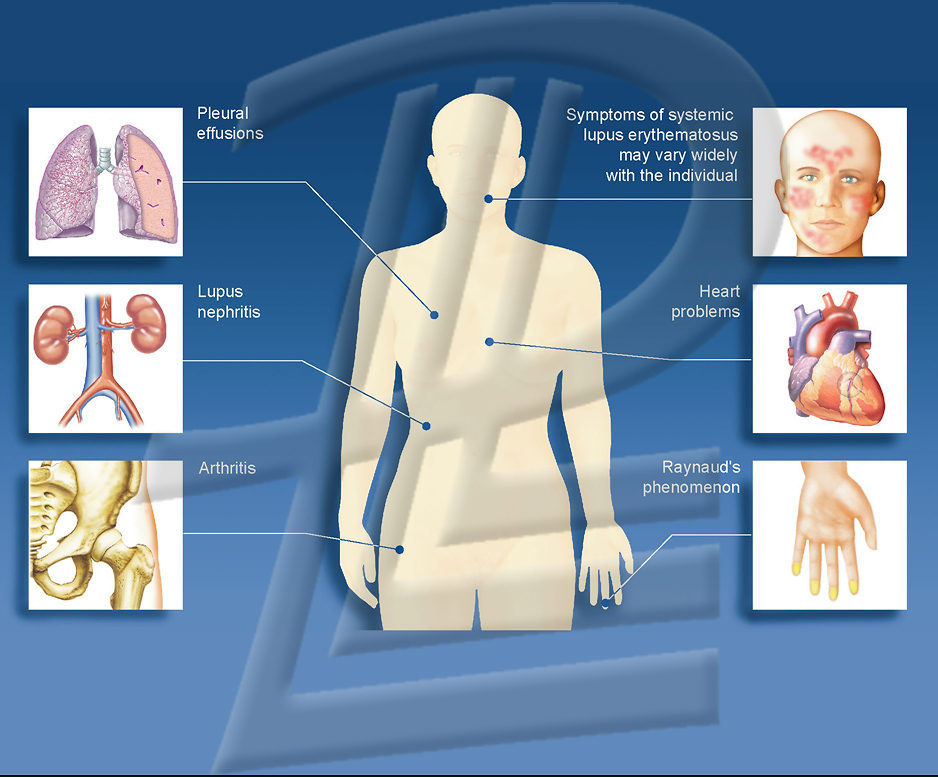 Pleural
effusions
Symptoms of systemic
lupus erythematosus
may vary widely
with the individual
Lupus
nephritis
Heart
problems
Arthritis
Raynaud's
phenomenon